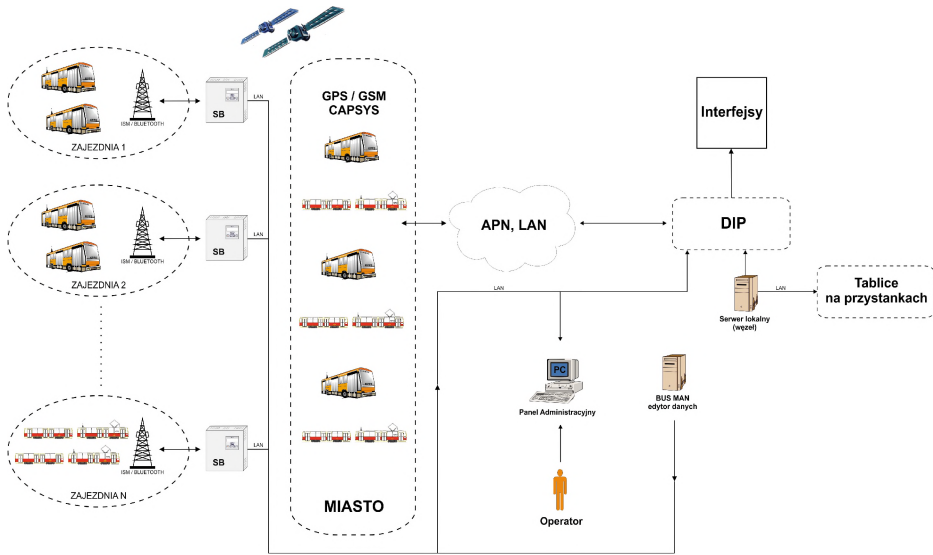 GPS / GSM
CAPSYS
ISM / BLUETOOTH
ZAJEZDNIA 1
SB
LAN
ISM / BLUETOOTH
ZAJEZDNIA 2
SB
LAN
ISM / BLUETOOTH
ZAJEZDNIA N
SB
LAN
MIASTO
APN, LAN
Interfejsy
DIP
LAN
Serwer lokalny
(węzeł)
LAN
Tablice
na przystankach
PC
Panel Administracyjny
BUS MAN
edytor danych
Operator